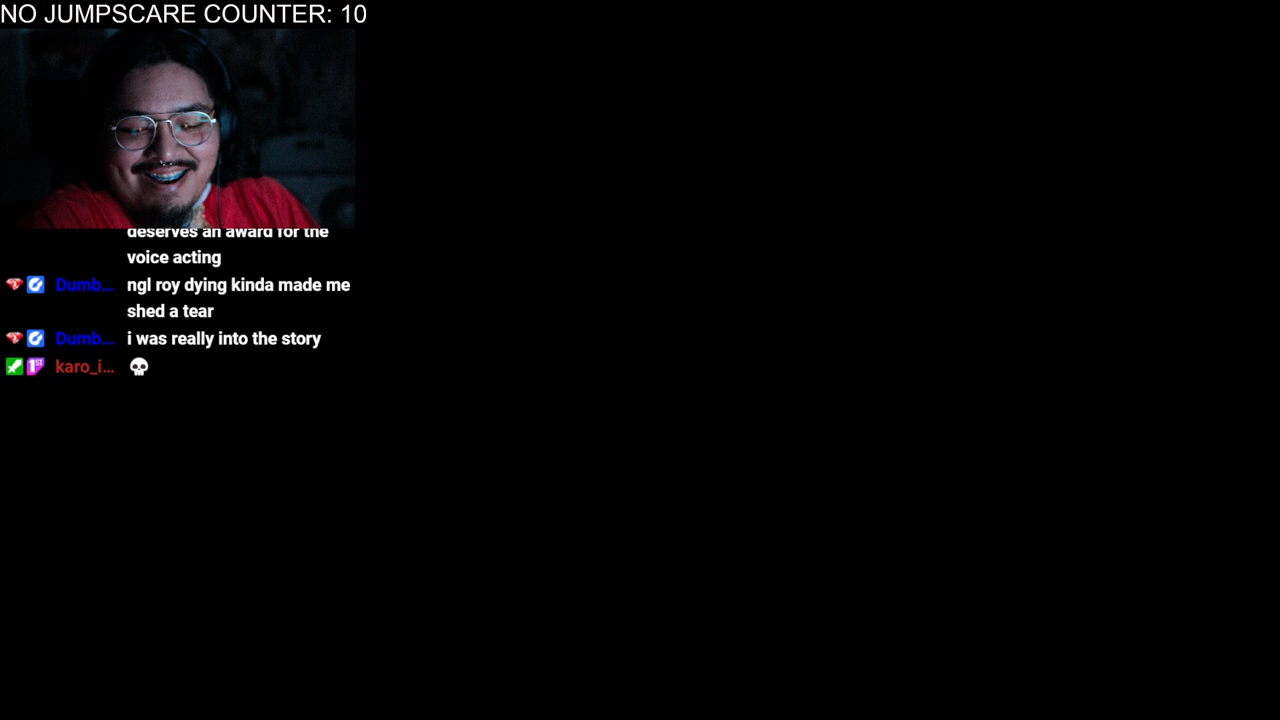 NO JUMPSCARE COUNTER: 10
deserves an award for the
voice acting
Dumb... ngl roy dying kinda made me
shed a tear
Dumb... i was really into the story
1ST karo_i... 💀